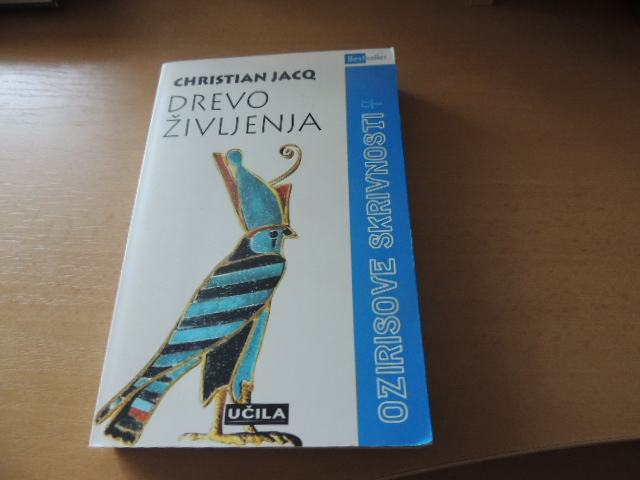 Bestseller
CHRISTIAN JACQ
DREVO
ŽIVLJENJA
OZIRISOVE SKRIVNOSTI
UČILA